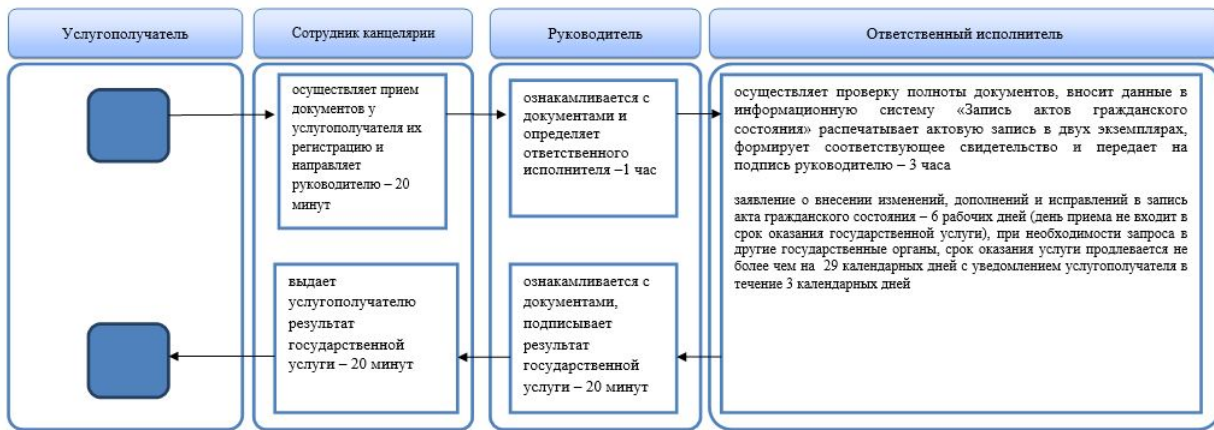 Услугополучатель
Сотрудник канцелярии
Руководитель
Ответственный исполнитель
осуществляет прием
документов у
услугополучателя их
регистрацию и
направляет
руководителю – 20
минут
ознакамливается с
документами и
определяет
ответственного
исполнителя –1 час
осуществляет проверку полноты документов, вносит данные в
информационную систему «Запись актов гражданского
состояния» распечатывает актовую запись в двух экземплярах,
формирует соответствующее свидетельство и передает на
подпись руководителю – 3 часа
заявление о внесении изменений, дополнений и исправлений в запись
акта гражданского состояния – 6 рабочих дней (день приема не входит в
срок оказания государственной услуги), при необходимости запроса в
другие государственные органы, срок оказания услуги продлевается не
более чем на 29 календарных дней с уведомлением услугополучателя в
течение 3 календарных дней
выдает
услугополучателю
результат
государственной
услуги – 20 минут
ознакамливается с
документами,
подписывает
результат
государственной
услуги – 20 минут